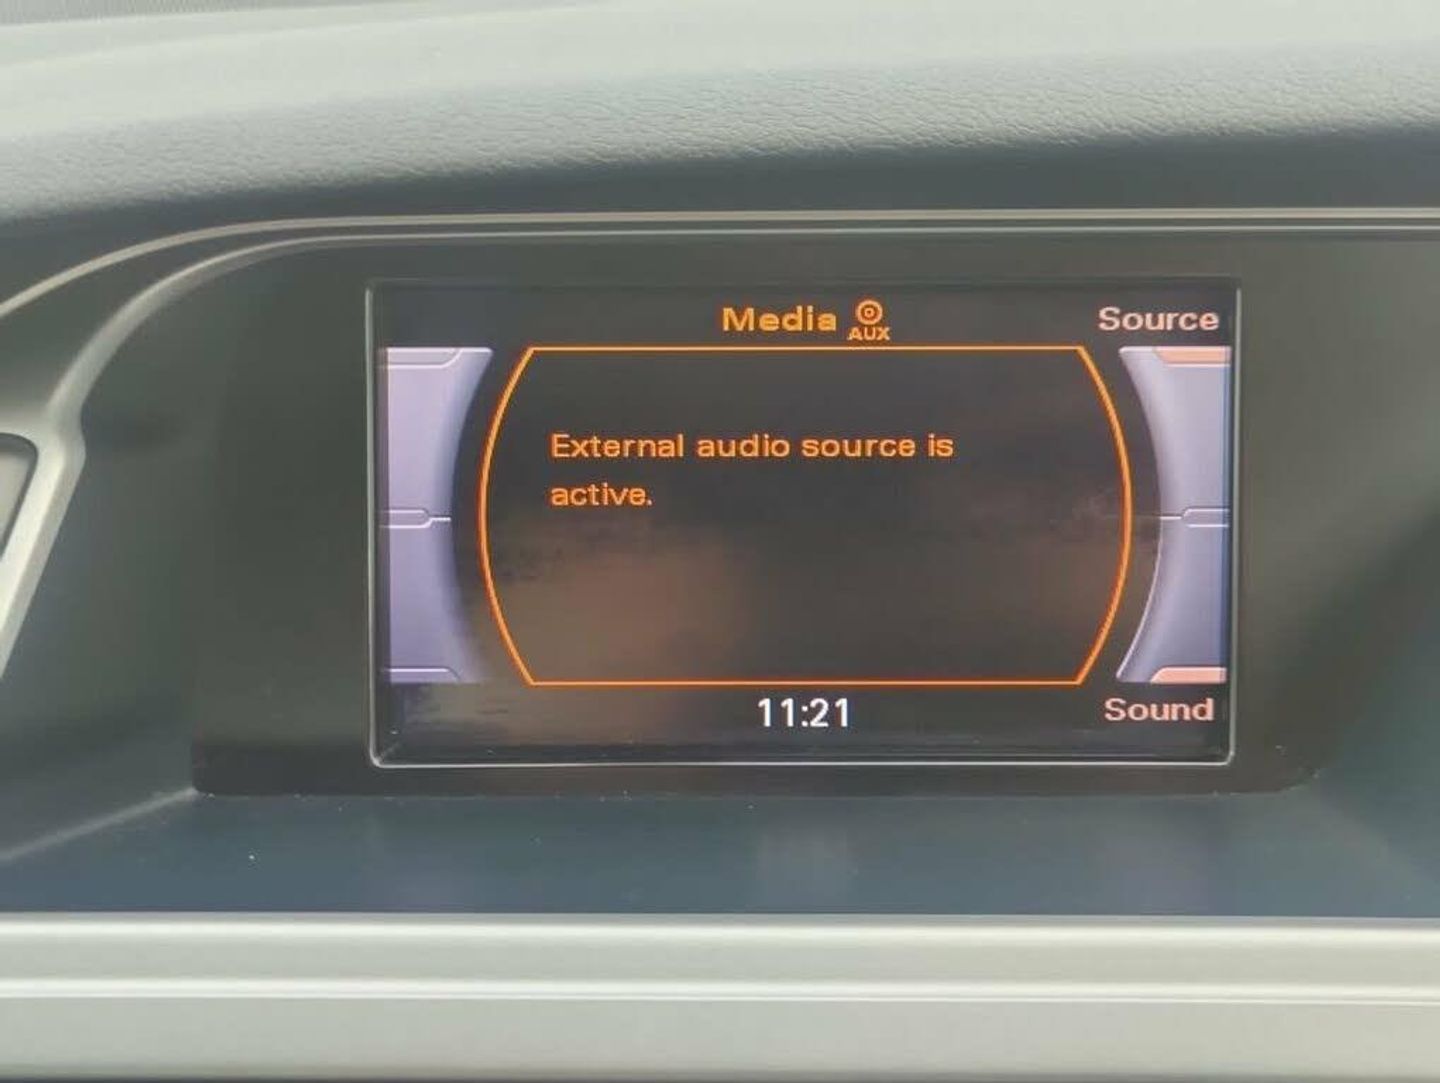 Media AUX
Source
External audio source is
active.
11:21
Sound